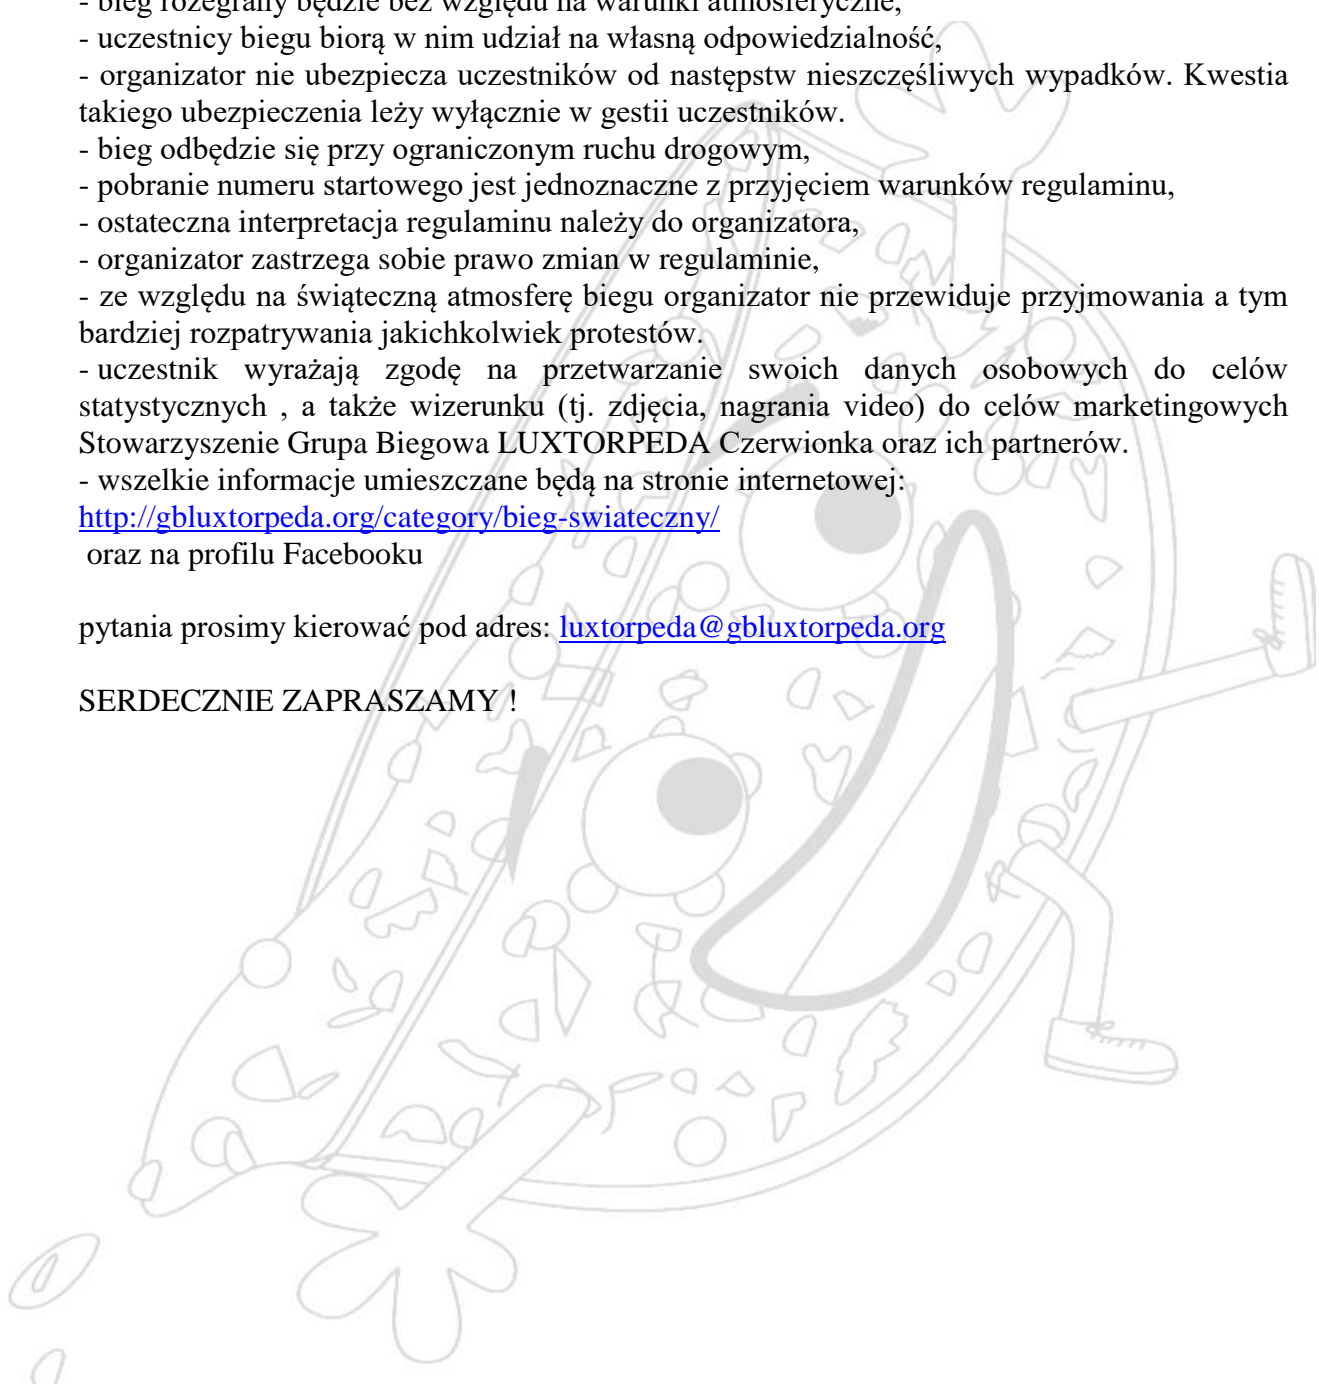 - bieg rozegrany będzie bez względu na warunki atmosferyczne,
- uczestnicy biegu biorą w nim udział na własną odpowiedzialność,
- organizator nie ubezpiecza uczestników od następstw nieszczęśliwych wypadków. Kwestia
takiego ubezpieczenia leży wyłącznie w gestii uczestników.
- bieg odbędzie się przy ograniczonym ruchu drogowym,
- pobranie numeru startowego jest jednoznaczne z przyjęciem warunków regulaminu,
- ostateczna interpretacja regulaminu należy do organizatora,
- organizator zastrzega sobie prawo zmian w regulaminie,
- ze względu na świąteczną atmosferę biegu organizator nie przewiduje przyjmowania a tym
bardziej rozpatrywania jakichkolwiek protestów.
- uczestnik wyrażają zgodę na przetwarzanie swoich danych osobowych do celów
statystycznych , a także wizerunku (tj. zdjęcia, nagrania video) do celów marketingowych
Stowarzyszenie Grupa Biegowa LUXTORPEDA Czerwionka oraz ich partnerów.
- wszelkie informacje umieszczane będą na stronie internetowej:
http://gbluxtorpeda.org/category/bieg-swiateczny/
oraz na profilu Facebooku
pytania prosimy kierować pod adres: luxtorpeda@gbluxtorpeda.org
SERDECZNIE ZAPRASZAMY !